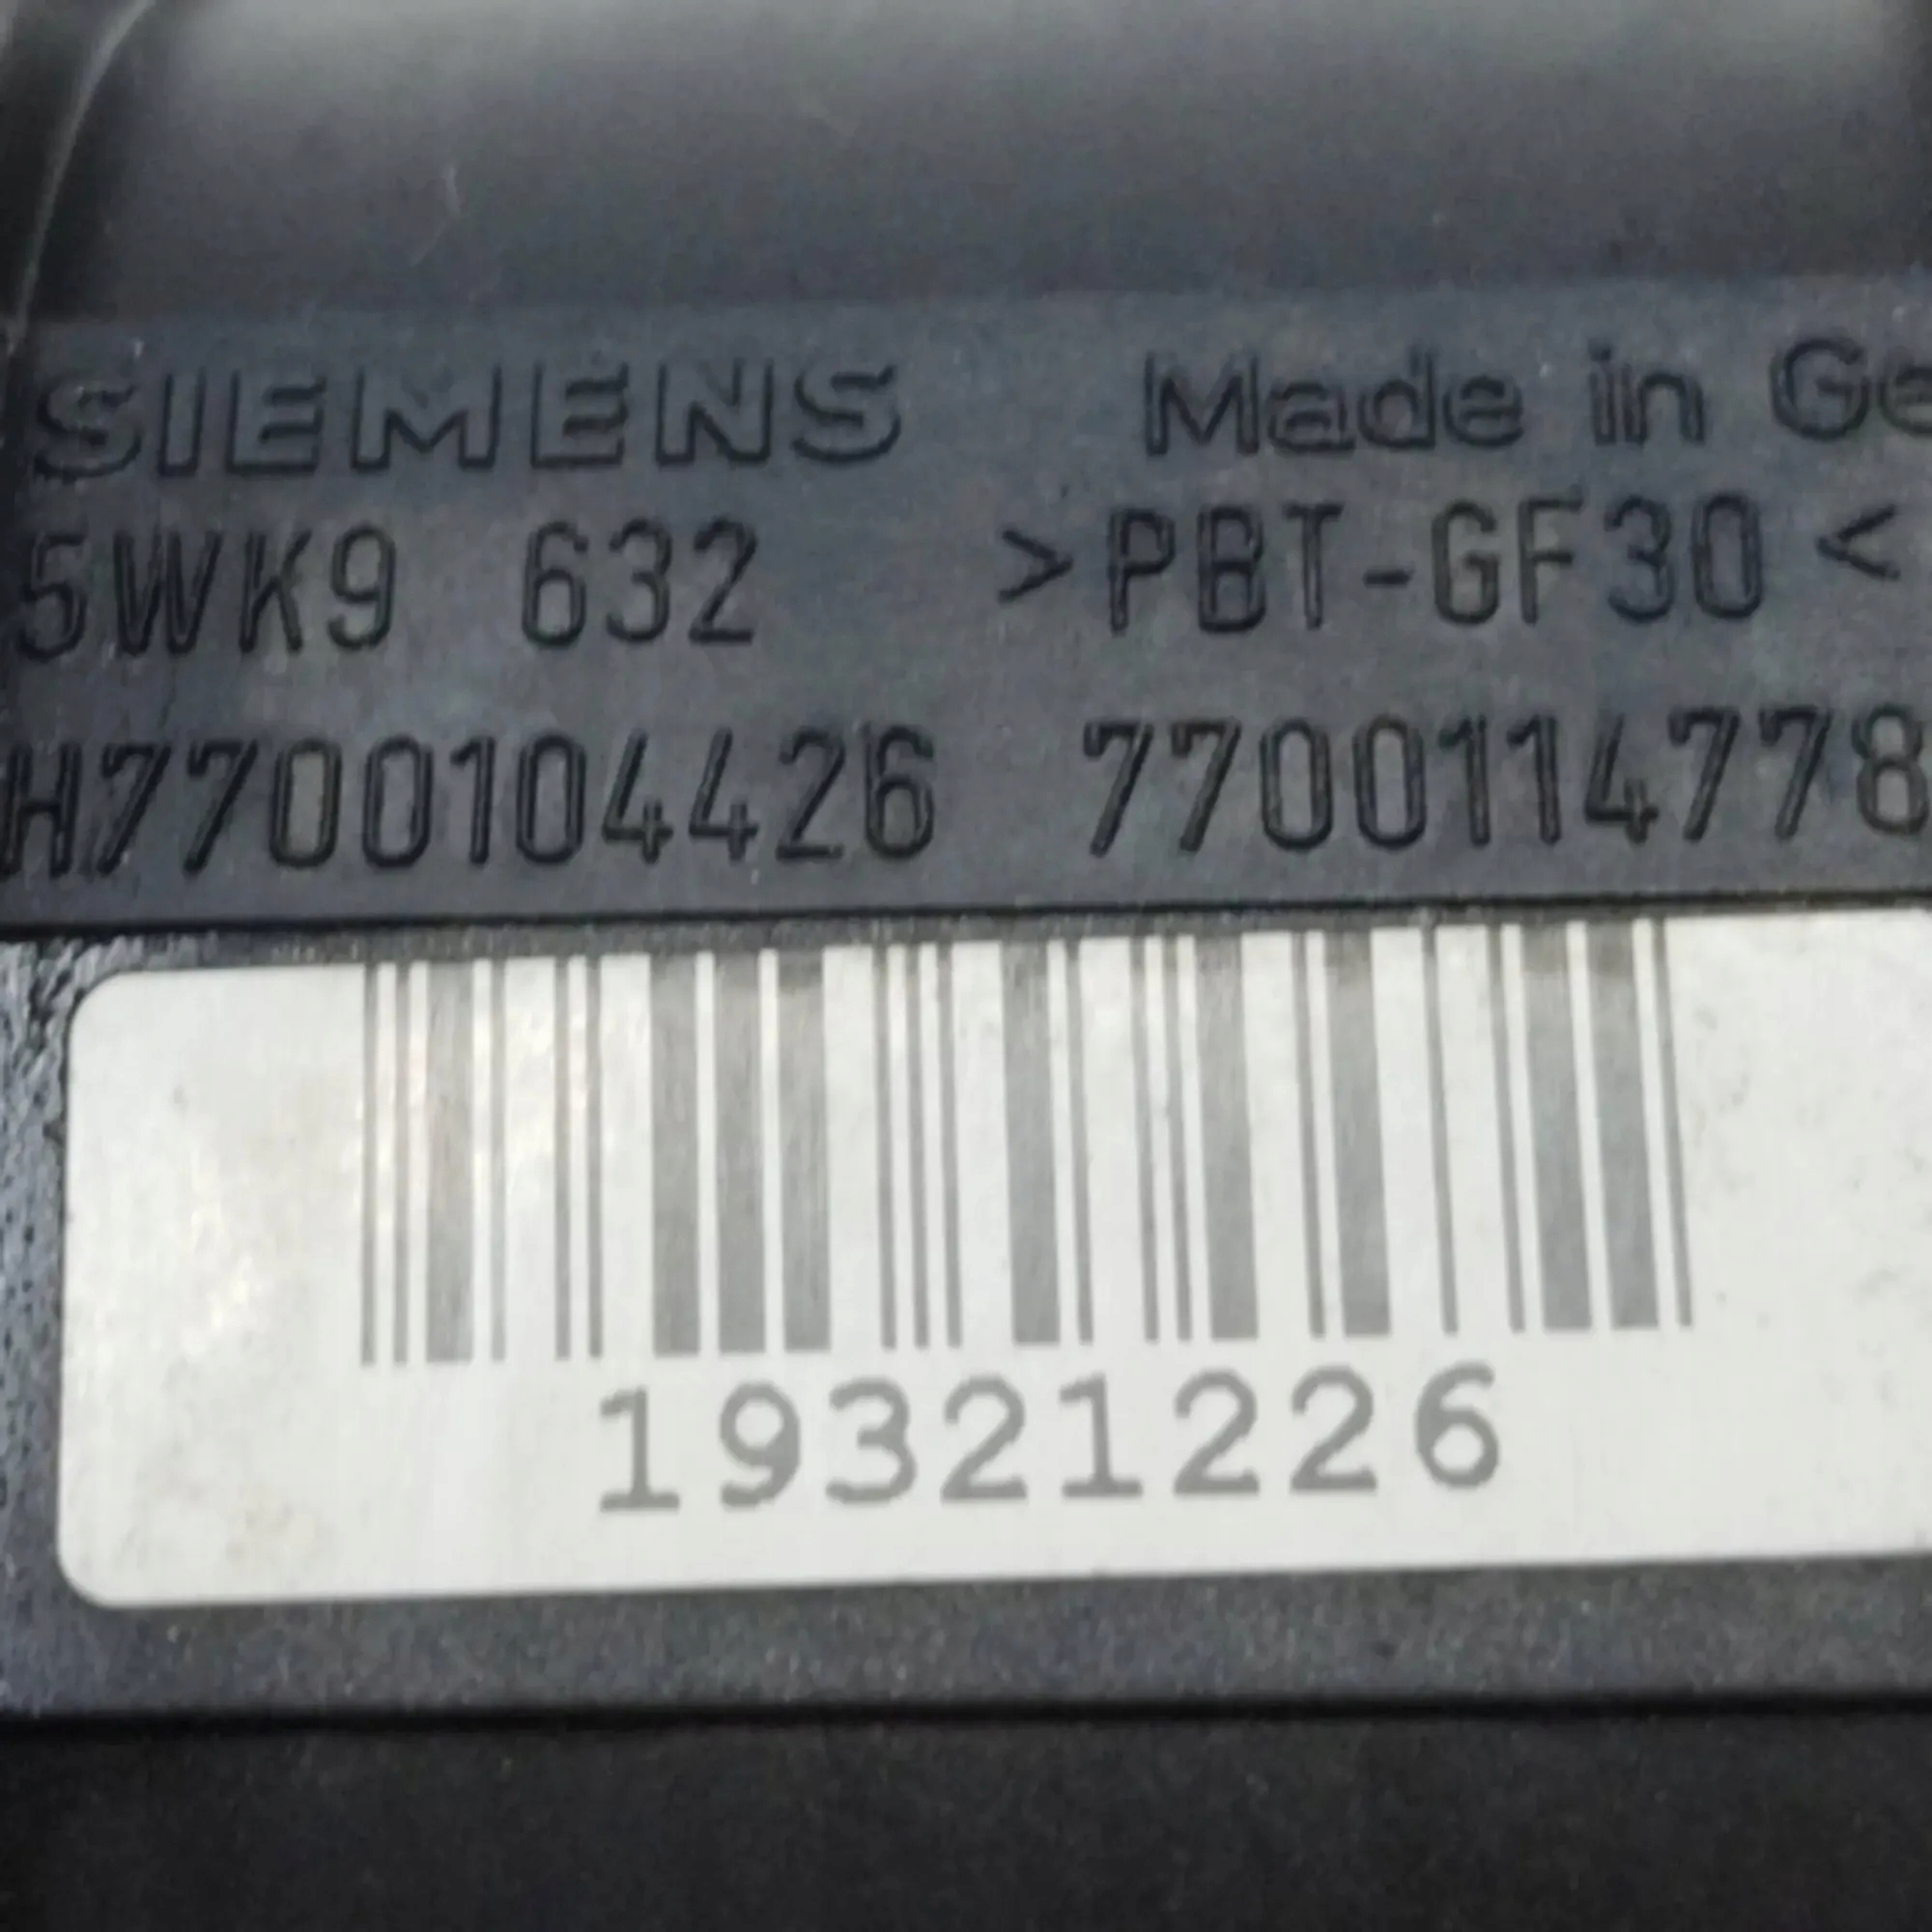 SIEMENS Made in Ge
5WK9 632 >PBT-GF30<
H7700104426 7700114778
19321226